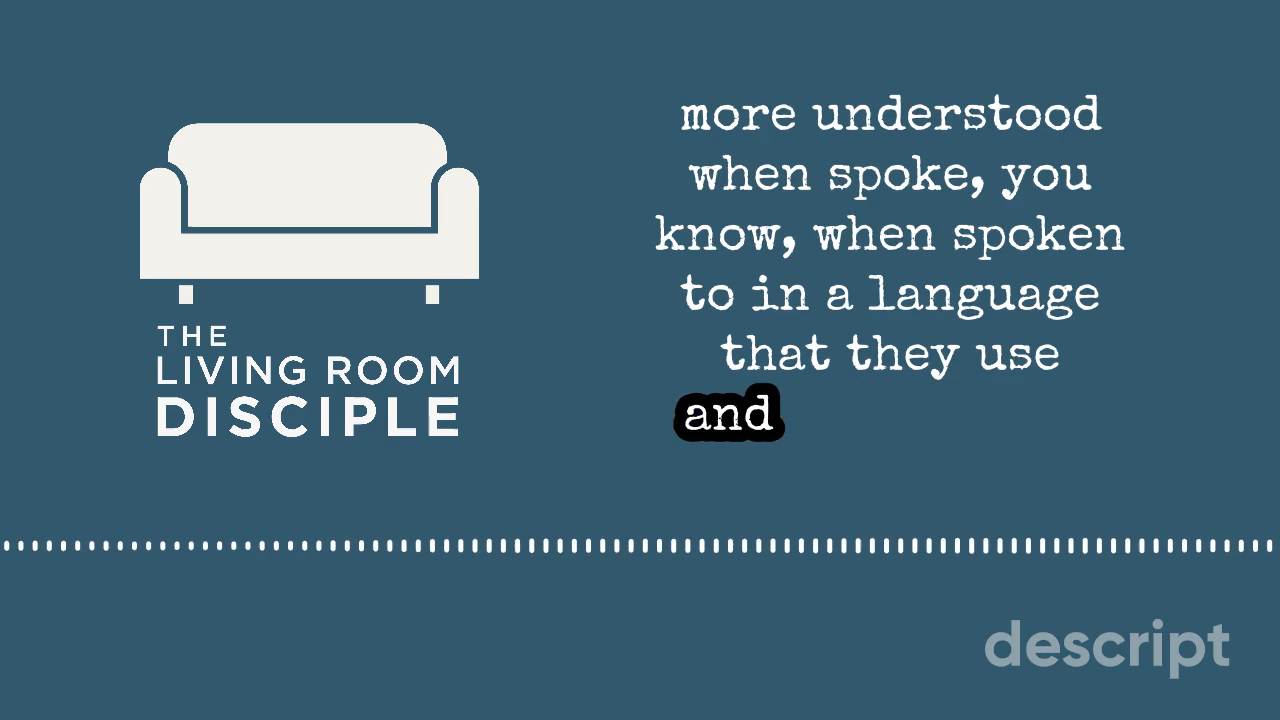 THE
LIVING ROOM
DISCIPLE
more understood
when spoke, you
know, when spoken
to in a language
that they use
and
descript